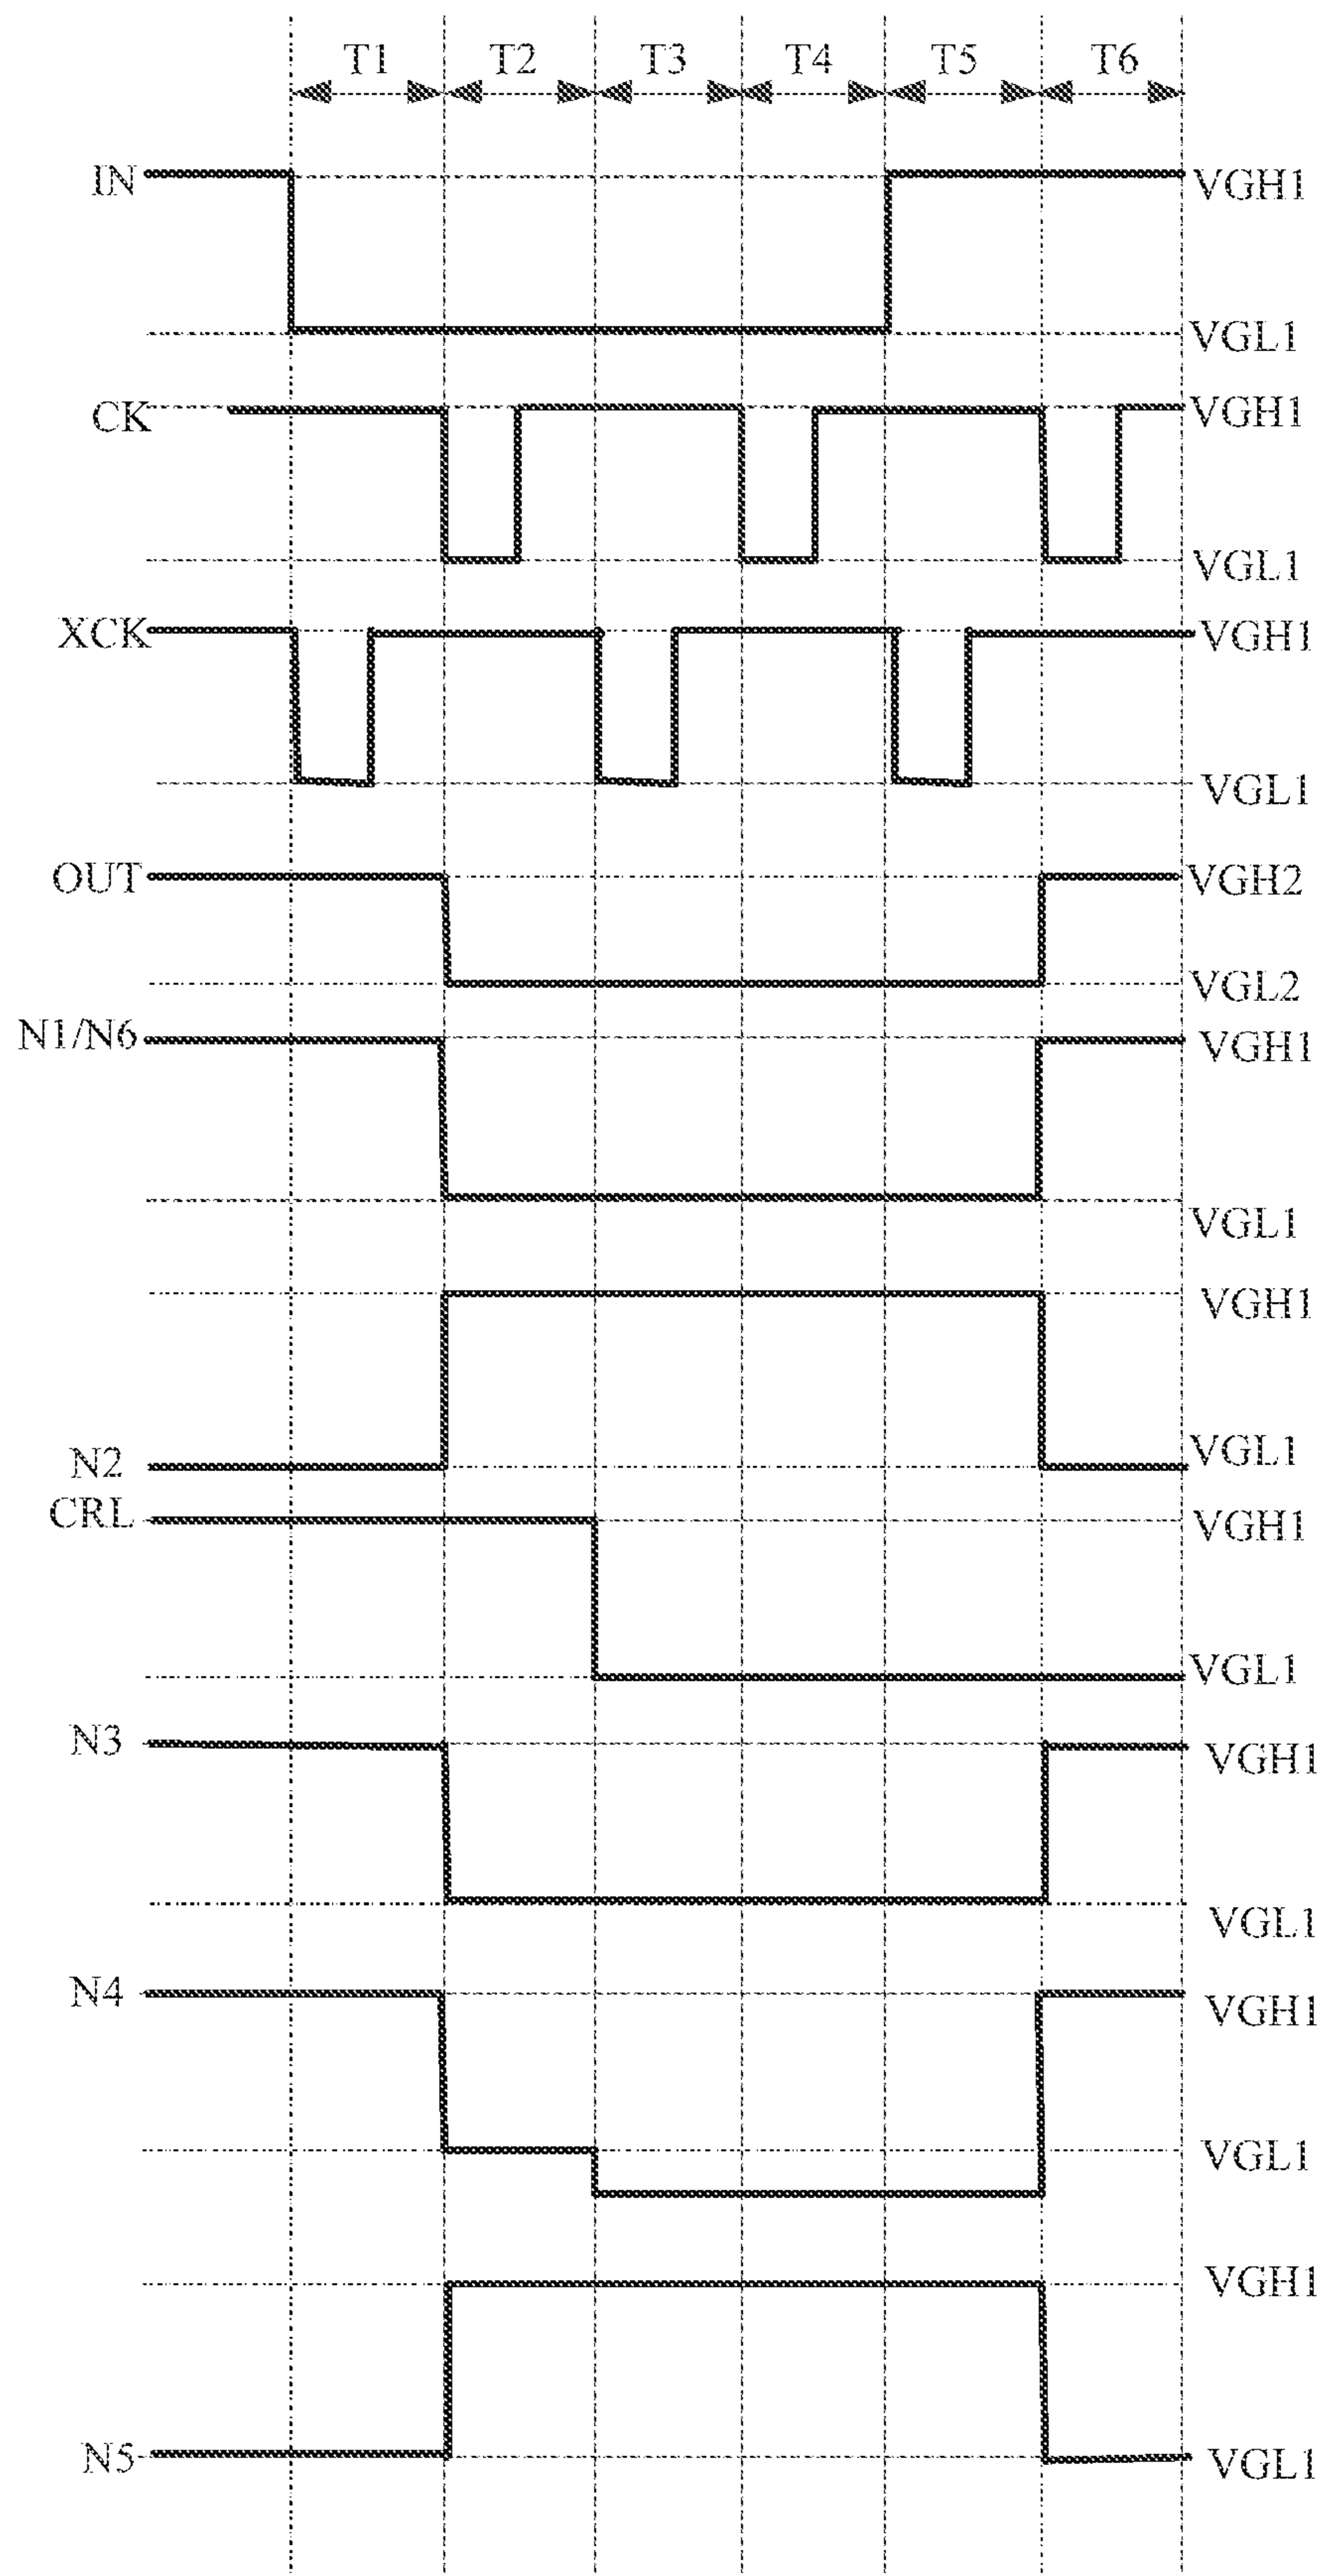 T1 T2 T3 T4 T5 T6
IN VGH1
VGL1
CK VGH1
VGL1
XCK VGH1
VGL1
OUT VGH2
VGL2
N1/N6 VGH1
VGL1
VGH1
N2 VGL1
CRL VGH1
VGL1
N3 VGH1
VGL1
N4 VGH1
VGL1
VGH1
N5 VGL1